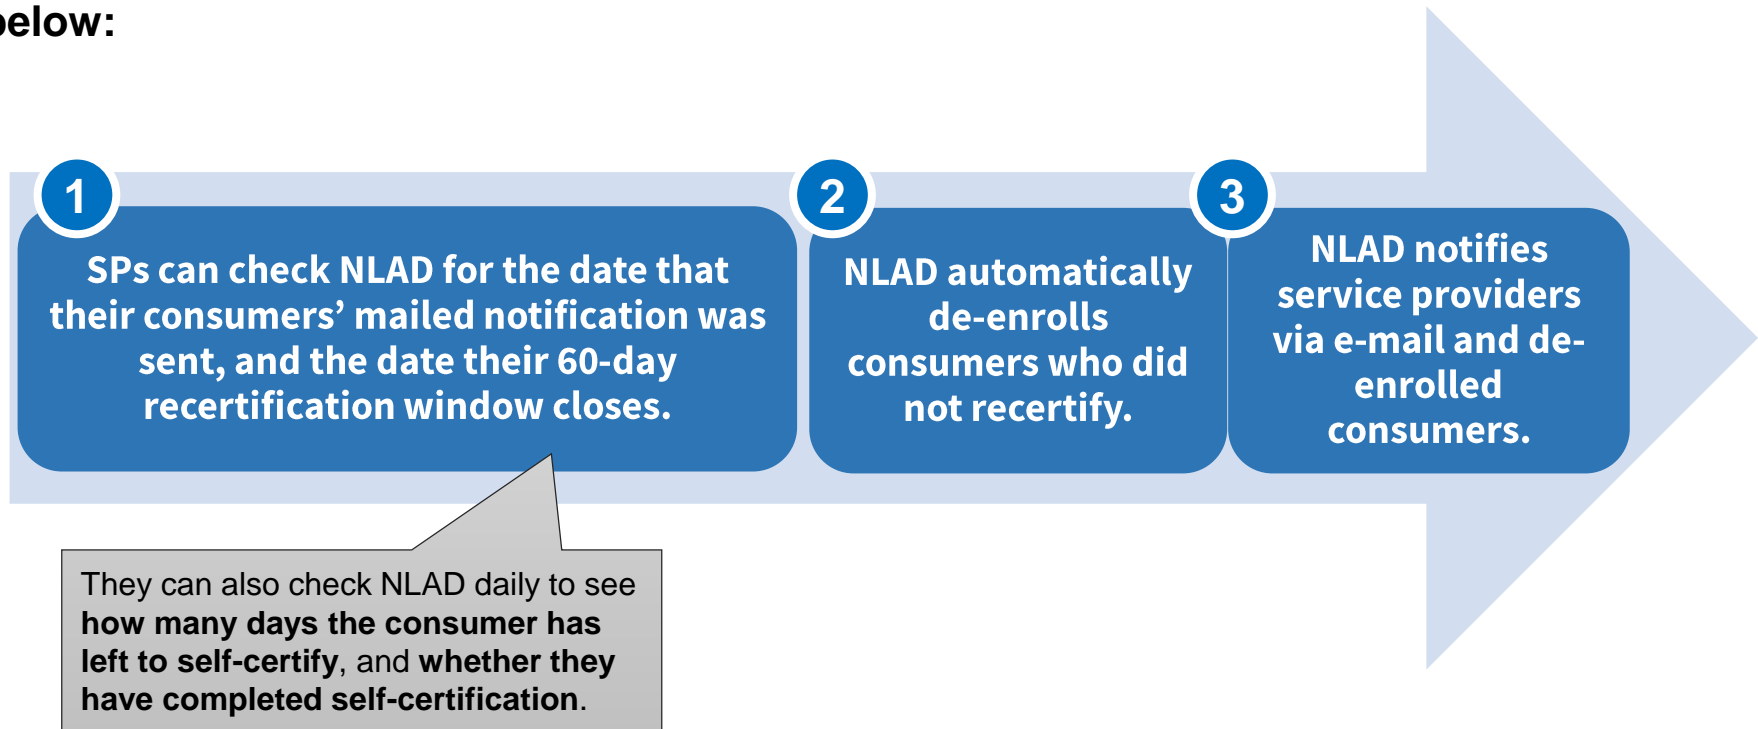 below:
1
SPs can check NLAD for the date that
their consumers’ mailed notification was
sent, and the date their 60-day
recertification window closes.
2
NLAD automatically
de-enrolls
consumers who did
not recertify.
3
NLAD notifies
service providers
via e-mail and de-
enrolled
consumers.
They can also check NLAD daily to see
how many days the consumer has
left to self-certify, and whether they
have completed self-certification.